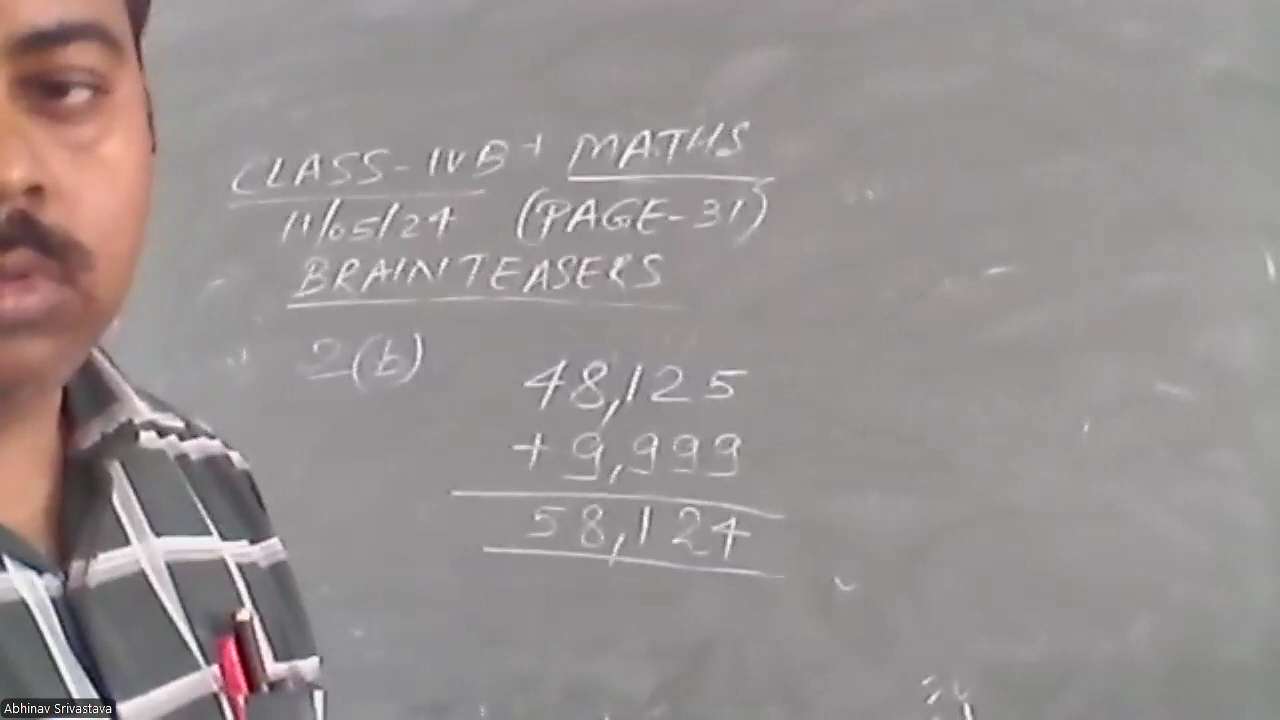 CLASS-IVB+ MATHS
11/05/24 (PAGE-31)
BRAINTEASERS
2(b) 48,125
+9,999
58,124
Abhinav Srivastava